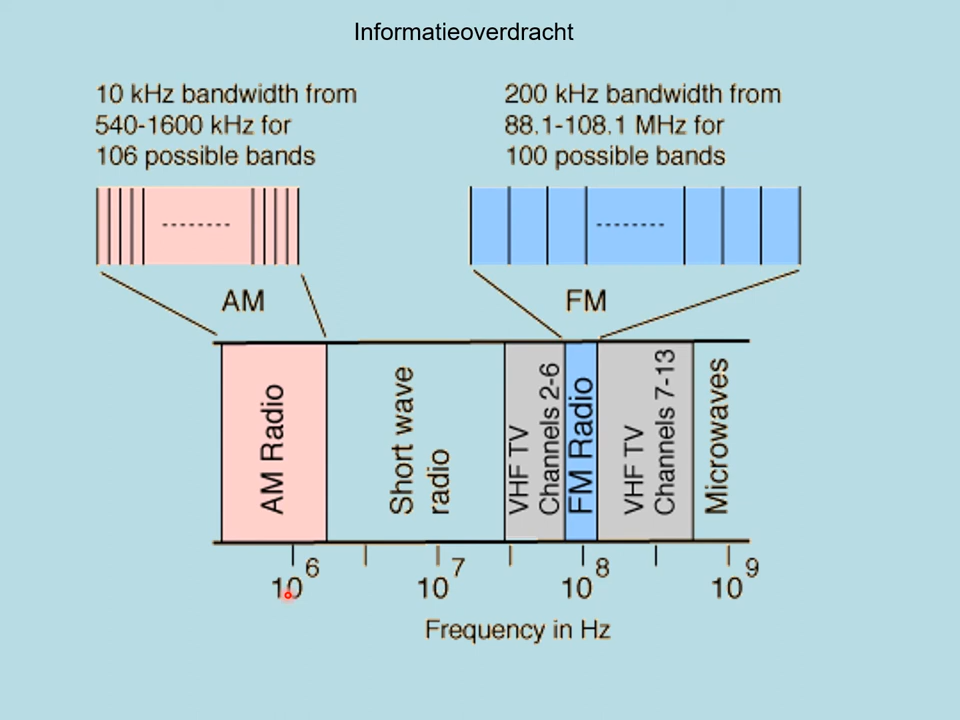 Informatieoverdracht
10 kHz bandwidth from
540-1600 kHz for
106 possible bands
200 kHz bandwidth from
88.1-108.1 MHz for
100 possible bands
AM
FM
AM Radio
Short wave
radio
VHF TV
Channels 2-6
FM Radio
VHF TV
Channels 7-13
Microwaves
10^6
10^7
10^8
10^9
Frequency in Hz